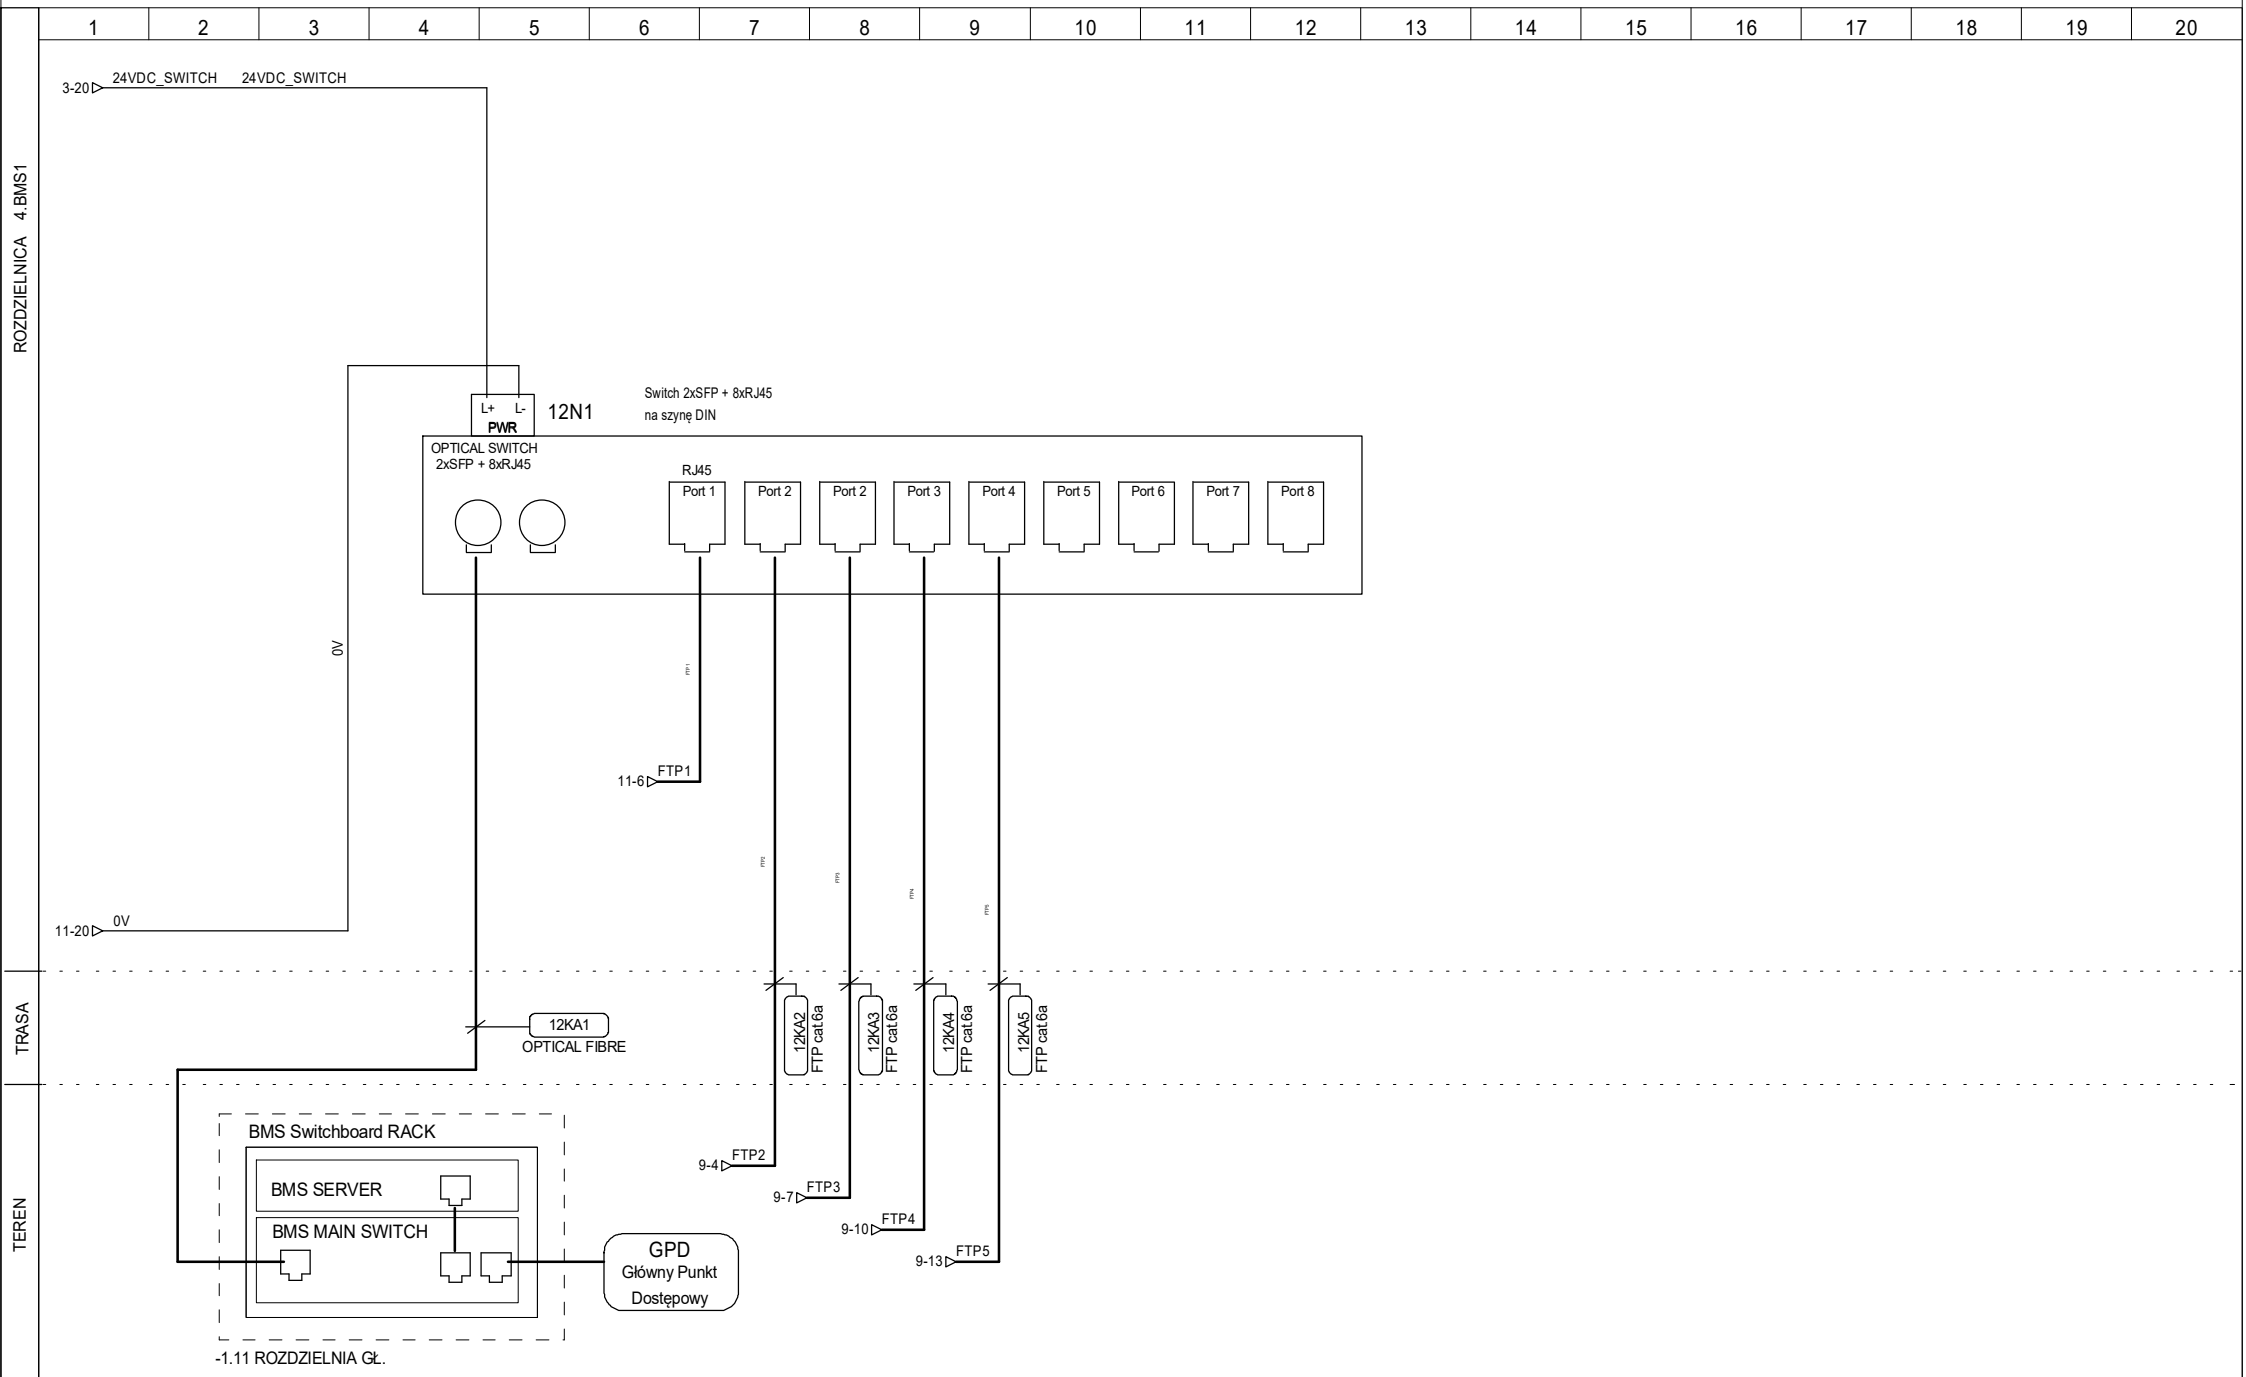 1 2 3 4 5 6 7 8 9 10 11 12 13 14 15 16 17 18 19 20
ROZDZIELNICA 4.BMS1
3-20 24VDC_SWITCH 24VDC_SWITCH
L+ L-
PWR
12N1
Switch 2xSFP + 8xRJ45
na szynę DIN
OPTICAL SWITCH
2xSFP + 8xRJ45
RJ45
Port 1 Port 2 Port 2 Port 3 Port 4 Port 5 Port 6 Port 7 Port 8
0V
FTP1
11-6 FTP1
FTP2
FTP3
FTP4
FTP5
11-20 0V
TRASA
12KA1
OPTICAL FIBRE
12KA2
FTP cat.6a
12KA3
FTP cat.6a
12KA4
FTP cat.6a
12KA5
FTP cat.6a
TEREN
BMS Switchboard RACK
BMS SERVER
BMS MAIN SWITCH
GPD
Główny Punkt
Dostępowy
9-4 FTP2
9-7 FTP3
9-10 FTP4
9-13 FTP5
-1.11 ROZDZIELNIA GŁ.